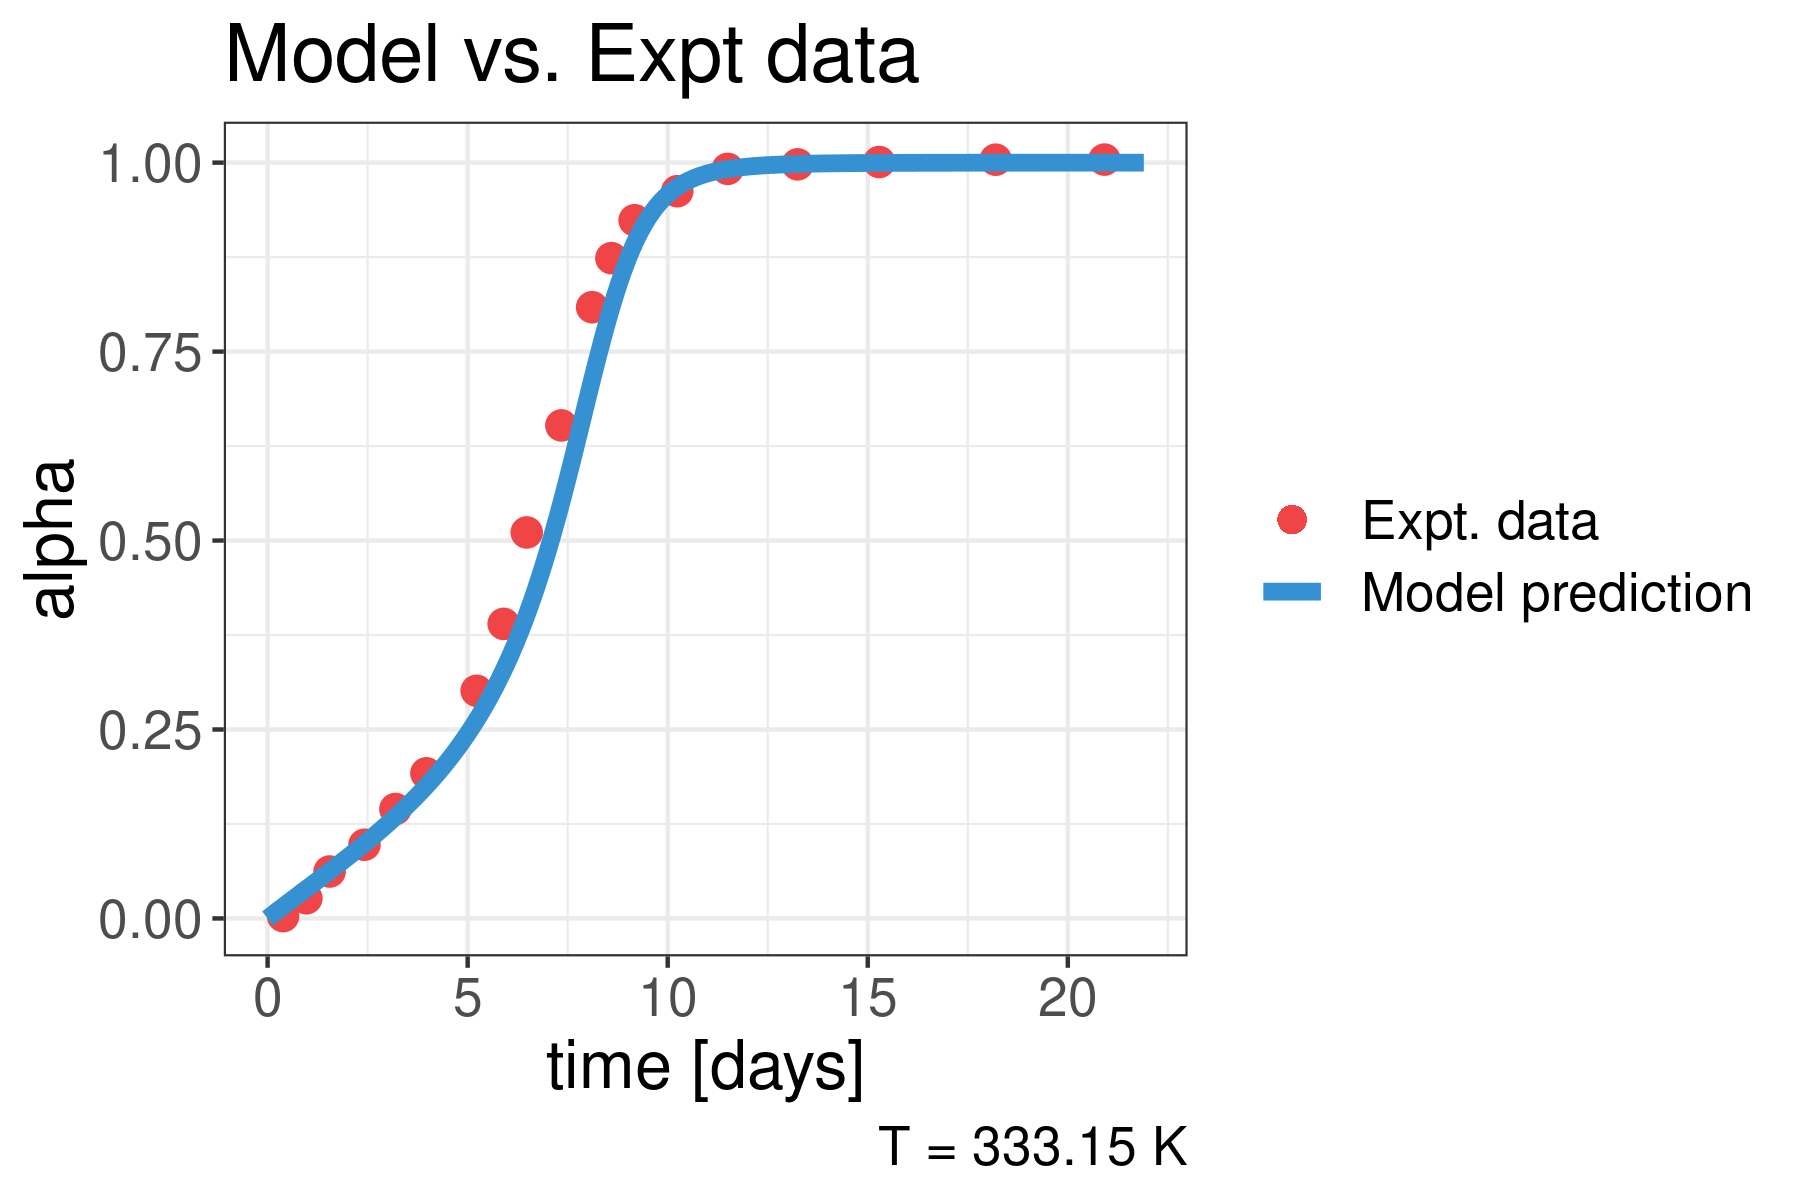 Model vs. Expt data
1.00
0.75
0.50
0.25
0.00
alpha
0 5 10 15 20
time [days]
T = 333.15 K
Expt. data
Model prediction